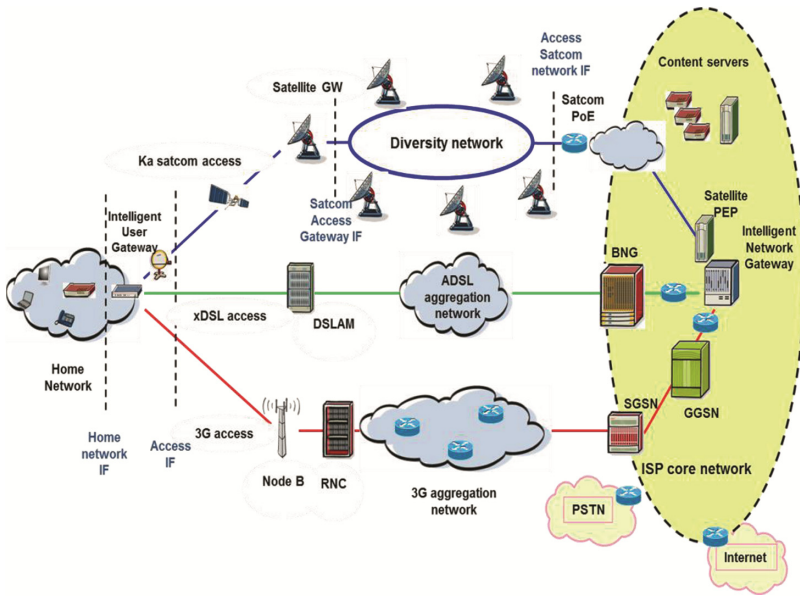 Access
Satcom
network IF
Content servers
Satellite GW
Satcom
PoE
Diversity network
Ka satcom access
Satellite
PEP
Intelligent
User
Gateway
Satcom
Access
Gateway IF
Intelligent
Network
Gateway
BNG
ADSL
aggregation
network
xDSL access
DSLAM
Home
Network
SGSN
GGSN
Home
network
IF
Access
IF
3G access
Node B
RNC
3G aggregation
network
ISP core network
PSTN
Internet